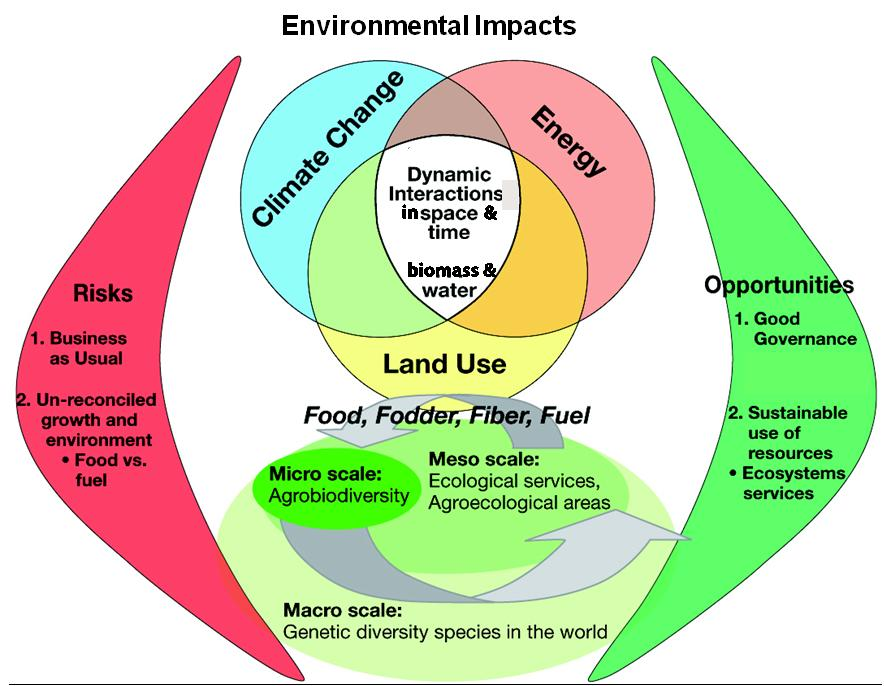 Environmental Impacts
Climate Change
Energy
Dynamic
Interactions
in space &
time
biomass &
water
Land Use
Risks
1. Business
as Usual
2. Un-reconciled
growth and
environment
• Food vs.
fuel
Opportunities
1. Good
Governance
2. Sustainable
use of
resources
• Ecosystems
services
Food, Fodder, Fiber, Fuel
Micro scale:
Agrobiodiversity
Meso scale:
Ecological services,
Agroecological areas
Macro scale:
Genetic diversity species in the world